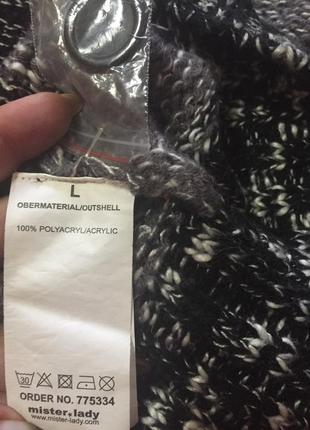 L
OBERMATERIAL/OUTSHELL
100% POLYACRYL/ACRYLIC
30
ORDER NO. 775334
mister.lady
www.mister-lady.com